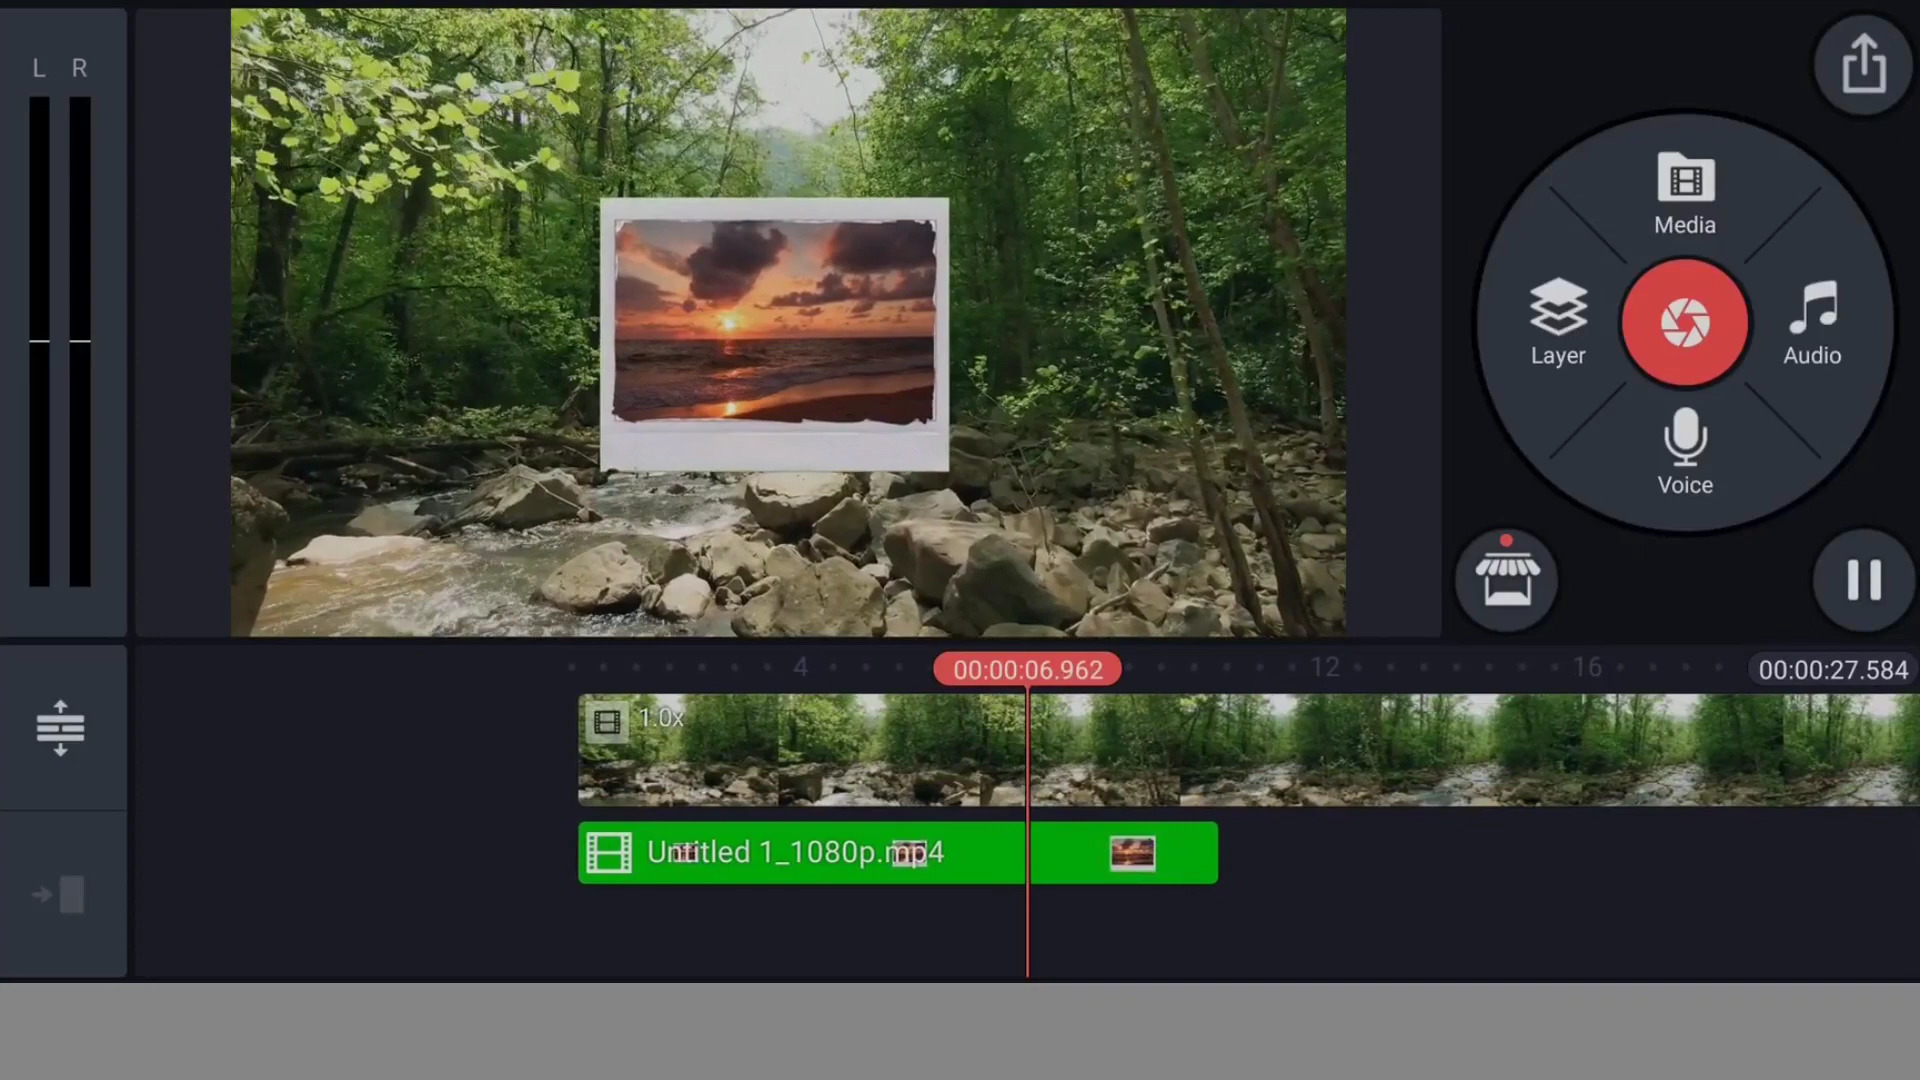 L R
Media
Layer
Audio
Voice
4
00:00:06.962
12
16
00:00:27.584
1.0x
Untitled 1_1080p.mp4